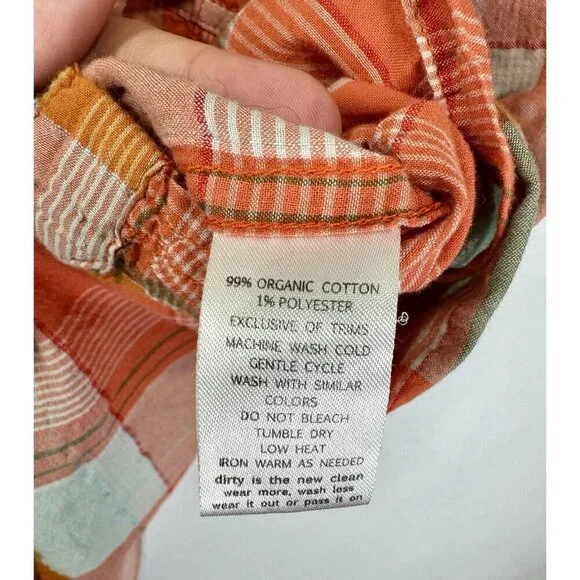 99% ORGANIC COTTON
1% POLYESTER
EXCLUSIVE OF TRIMS
MACHINE WASH COLD
GENTLE CYCLE
WASH WITH SIMILAR
COLORS
DO NOT BLEACH
TUMBLE DRY
LOW HEAT
IRON WARM AS NEEDED
dirty is the new clean
wear more, wash less
wear it out or pass it on